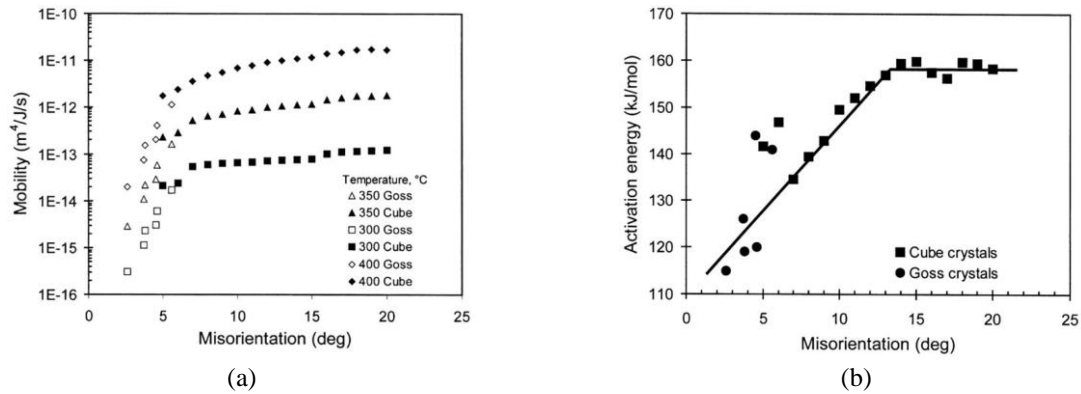 1E-10
1E-11
1E-12
1E-13
1E-14
1E-15
1E-16
Mobility (m⁴/J/s)
Temperature, °C
350 Goss
350 Cube
300 Goss
300 Cube
400 Goss
400 Cube
0 5 10 15 20 25
Misorientation (deg)
(a)
170
160
150
140
130
120
110
Activation energy (kJ/mol)
Cube crystals
Goss crystals
0 5 10 15 20 25
Misorientation (deg)
(b)